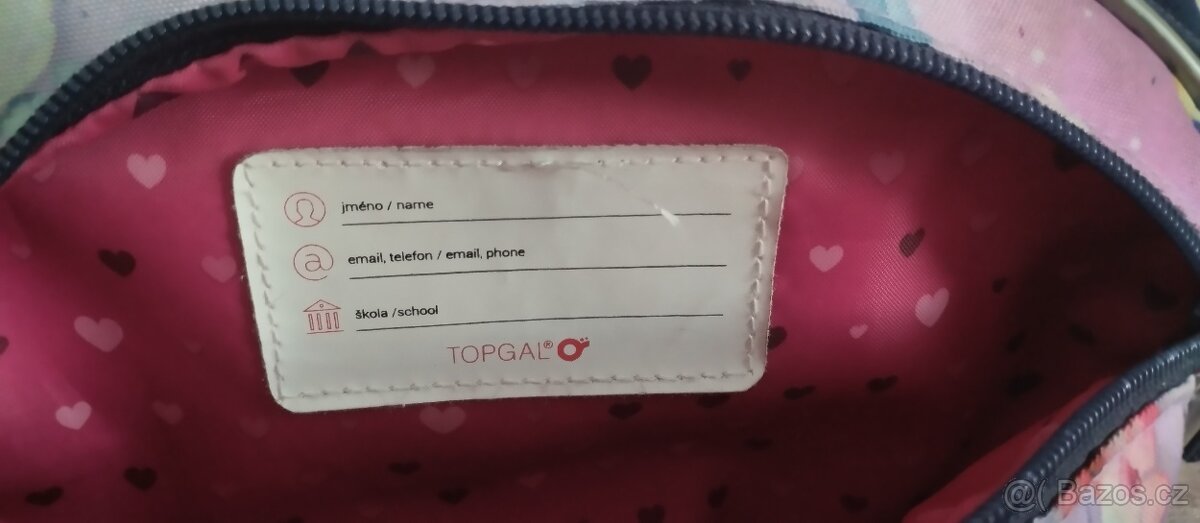 jméno / name
@ email, telefon / email, phone
škola /school
TOPGAL®
@( Bazos.cz